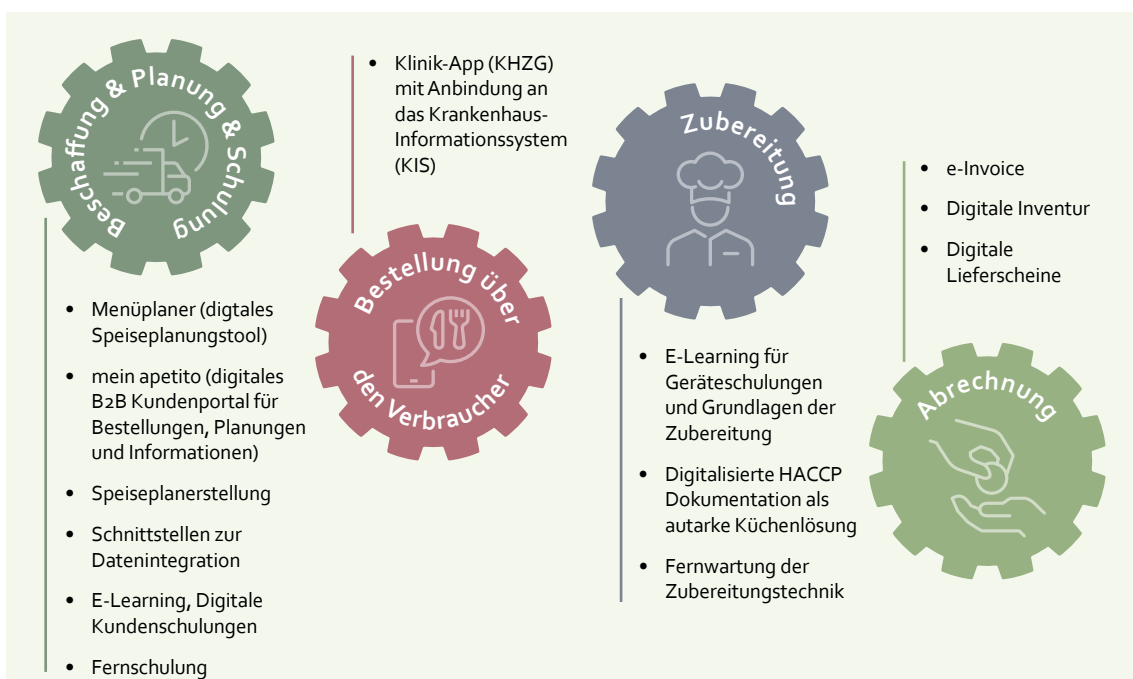 Beschaffung & Planung & Schulung
• Menüplaner (digtales
Speiseplanungstool)
• mein apetito (digitales
B2B Kundenportal für
Bestellungen, Planungen
und Informationen)
• Speiseplanerstellung
• Schnittstellen zur
Datenintegration
• E-Learning, Digitale
Kundenschulungen
• Fernschulung
• Klinik-App (KHZG)
mit Anbindung an
das Krankenhaus-
Informationssystem
(KIS)
Bestellung über
den Verbraucher
Zubereitung
• E-Learning für
Geräteschulungen
und Grundlagen der
Zubereitung
• Digitalisierte HACCP
Dokumentation als
autarke Küchenlösung
• Fernwartung der
Zubereitungstechnik
• e-Invoice
• Digitale Inventur
• Digitale
Lieferscheine
Abrechnung